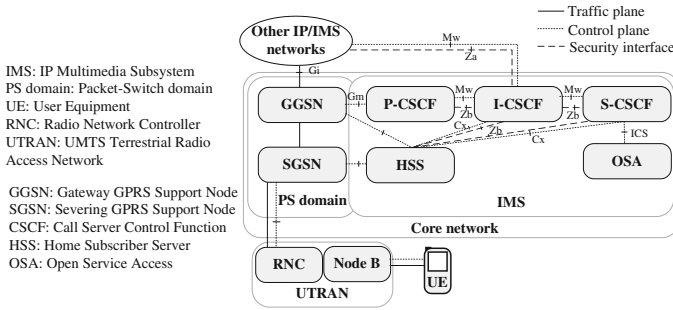 Traffic plane
Control plane
Security interface
Other IP/IMS
networks
Mw
Za
Gi
IMS: IP Multimedia Subsystem
PS domain: Packet-Switch domain
UE: User Equipment
RNC: Radio Network Controller
UTRAN: UMTS Terrestrial Radio
Access Network
GGSN: Gateway GPRS Support Node
SGSN: Severing GPRS Support Node
CSCF: Call Server Control Function
HSS: Home Subscriber Server
OSA: Open Service Access
GGSN
Gm
P-CSCF
Mw
Zb
I-CSCF
Mw
Zb
S-CSCF
Cx
Zb
Cx
ICS
SGSN
HSS
OSA
PS domain
IMS
Core network
RNC
Node B
UE
UTRAN